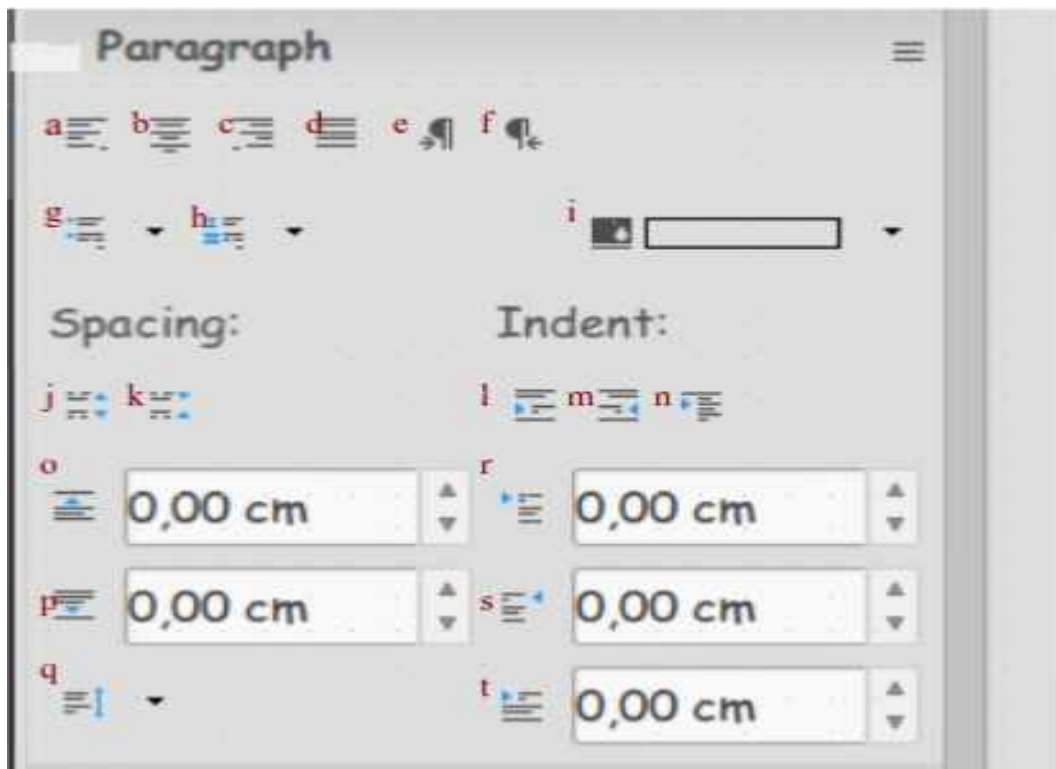 Paragraph
a b c d e f
g h i
Spacing: Indent:
j k l m n
o r
0,00 cm 0,00 cm
p 0,00 cm s 0,00 cm
q t 0,00 cm